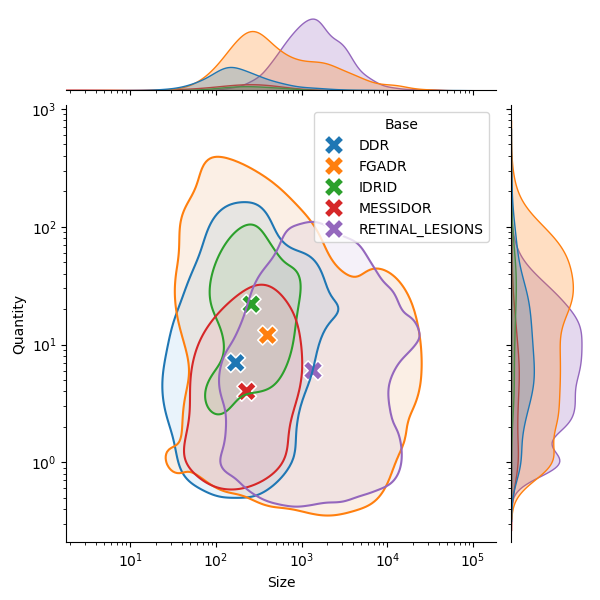 Base
DDR
FGADR
IDRID
MESSIDOR
RETINAL_LESIONS
10³
10²
10¹
10⁰
Quantity
10¹ 10² 10³ 10⁴ 10⁵
Size